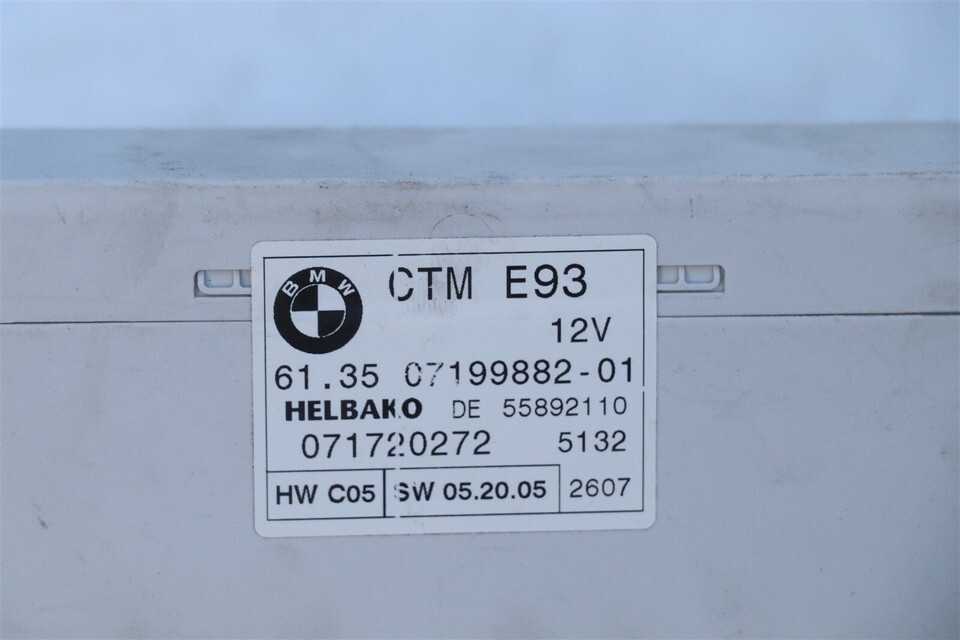 BMW
CTM E93
12V
61.35 07199882-01
HELBAKO DE 55892110
071720272 5132
HW C05 SW 05.20.05 2607